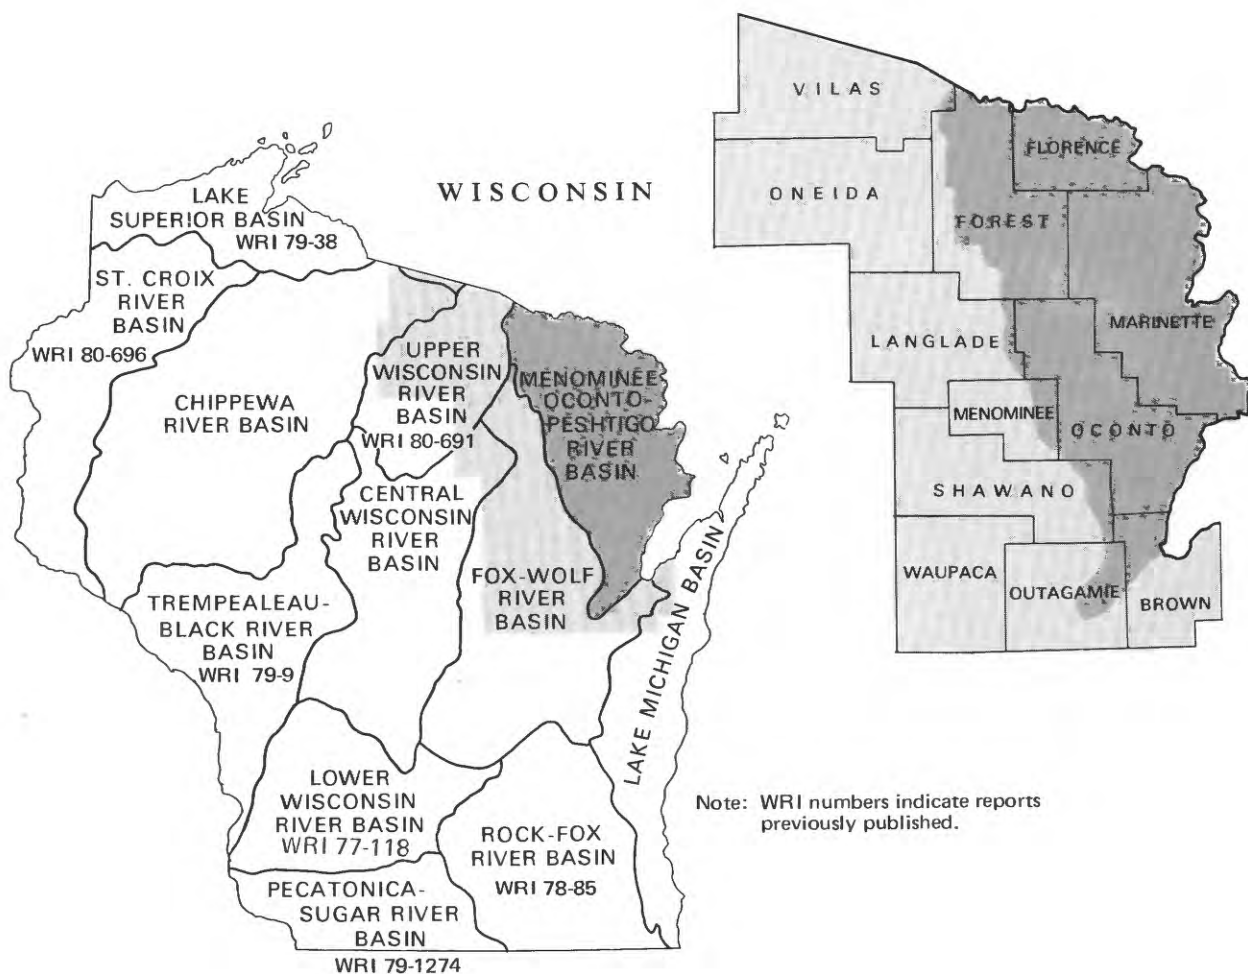 WISCONSIN
LAKE
SUPERIOR BASIN
WRI 79-38
ST. CROIX
RIVER
BASIN
WRI 80-696
CHIPPEWA
RIVER BASIN
UPPER
WISCONSIN
RIVER
BASIN
WRI 80-691
MENOMINEE
OCONTO-
PESHTIGO
RIVER
BASIN
CENTRAL
WISCONSIN
RIVER
BASIN
FOX-WOLF
RIVER
BASIN
TREMPEALEAU-
BLACK RIVER
BASIN
WRI 79-9
LAKE MICHIGAN BASIN
LOWER
WISCONSIN
RIVER BASIN
WRI 77-118
ROCK-FOX
RIVER BASIN
WRI 78-85
PECATONICA-
SUGAR RIVER
BASIN
WRI 79-1274
VILAS
FLORENCE
ONEIDA
FOREST
MARINETTE
LANGLADE
MENOMINEE
OCONTO
SHAWANO
WAUPACA
OUTAGAMIE
BROWN
Note: WRI numbers indicate reports
previously published.